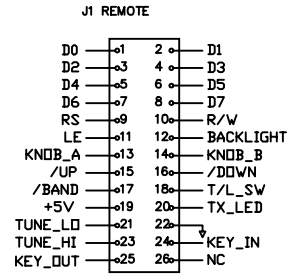 J1 REMOTE
D0 1 2 D1
D2 3 4 D3
D4 5 6 D5
D6 7 8 D7
RS 9 10 R/W
LE 11 12 BACKLIGHT
KNOB_A 13 14 KNOB_B
/UP 15 16 /DOWN
/BAND 17 18 T/L_SW
+5V 19 20 TX_LED
TUNE_LO 21 22
TUNE_HI 23 24 KEY_IN
KEY_OUT 25 26 NC